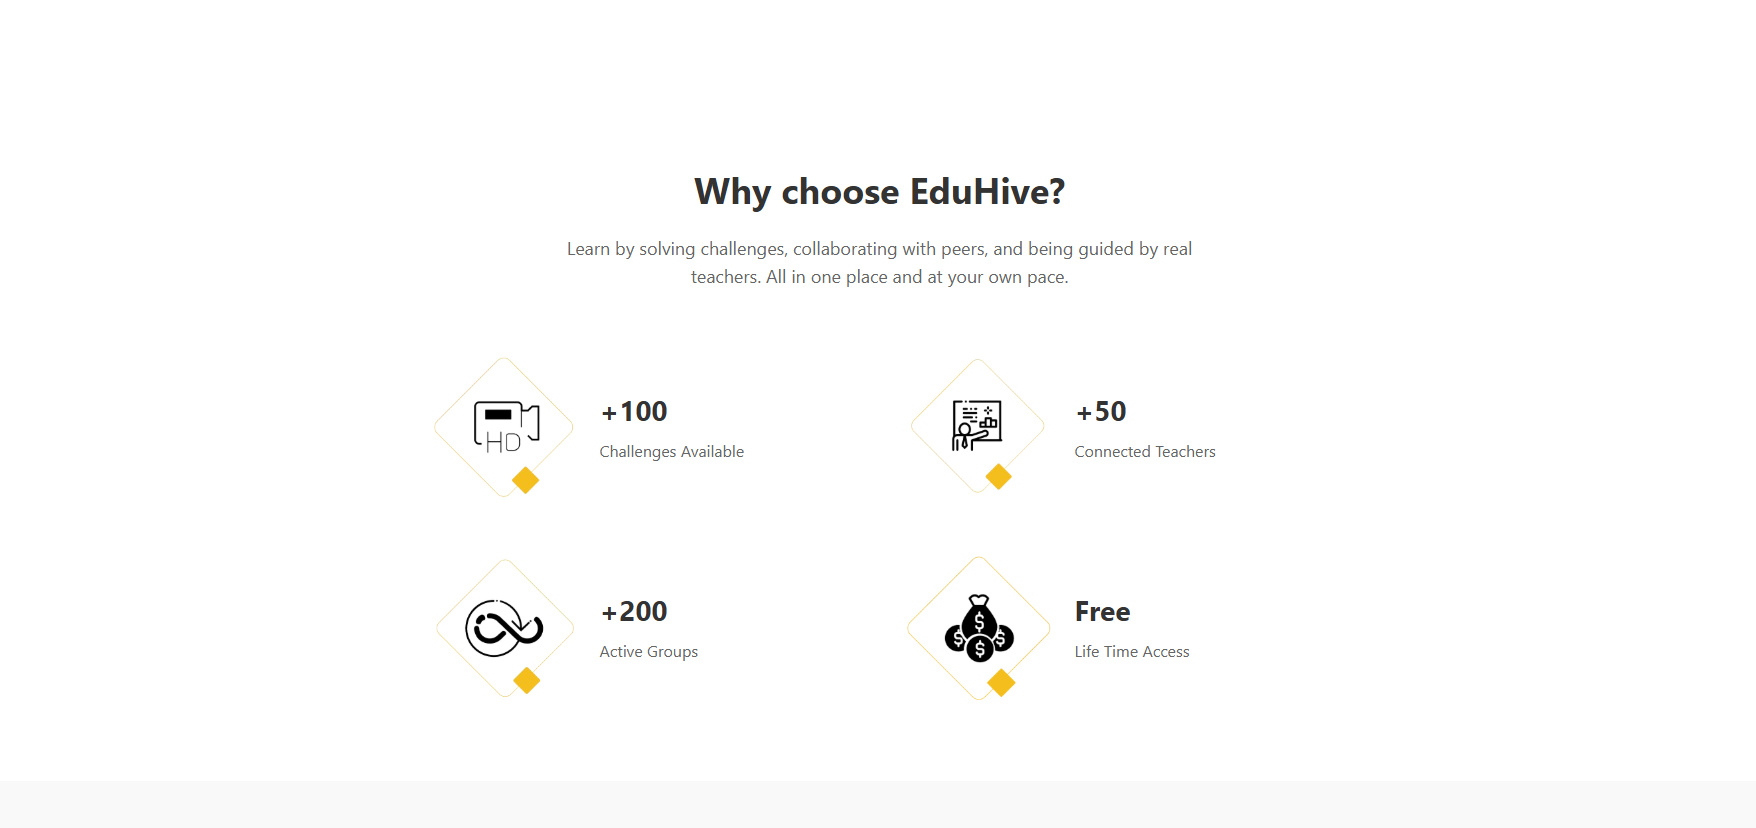 Why choose EduHive?
Learn by solving challenges, collaborating with peers, and being guided by real
teachers. All in one place and at your own pace.
HD
+100
Challenges Available
+50
Connected Teachers
+200
Active Groups
$
$ $
$
Free
Life Time Access